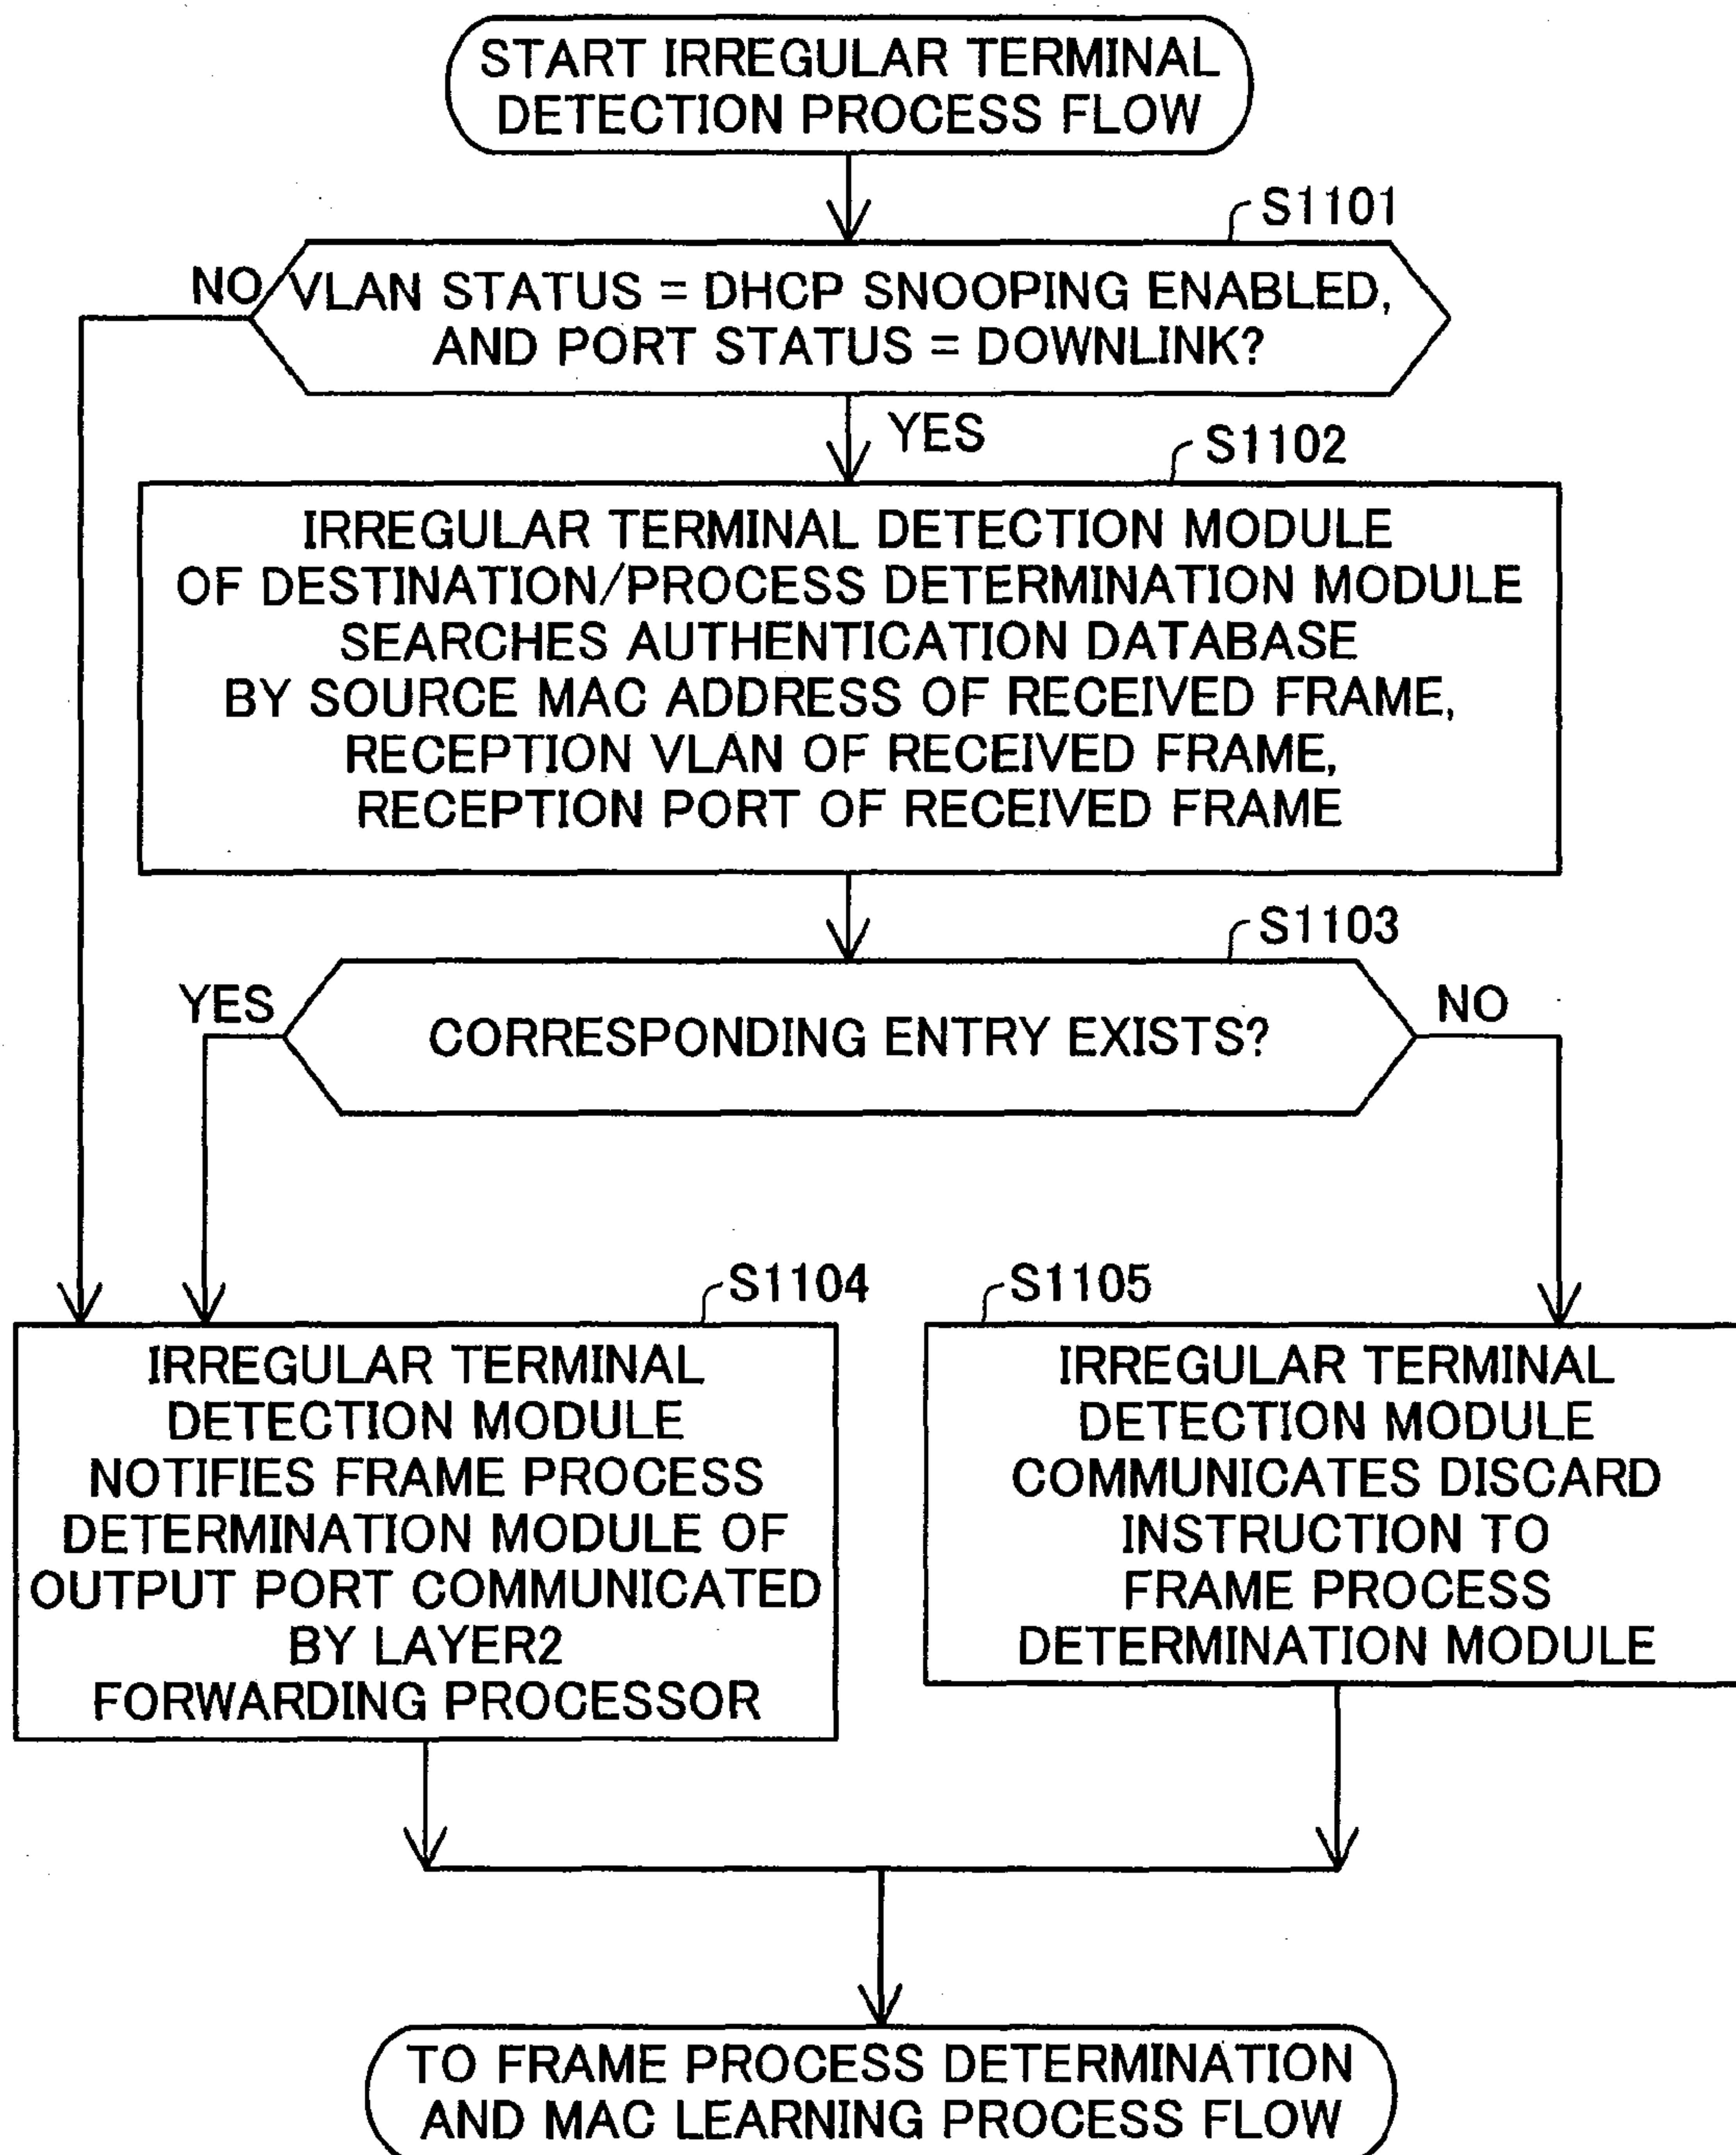 START IRREGULAR TERMINAL
DETECTION PROCESS FLOW
S1101
NO
VLAN STATUS = DHCP SNOOPING ENABLED,
AND PORT STATUS = DOWNLINK?
YES
S1102
IRREGULAR TERMINAL DETECTION MODULE
OF DESTINATION/PROCESS DETERMINATION MODULE
SEARCHES AUTHENTICATION DATABASE
BY SOURCE MAC ADDRESS OF RECEIVED FRAME,
RECEPTION VLAN OF RECEIVED FRAME,
RECEPTION PORT OF RECEIVED FRAME
S1103
YES
CORRESPONDING ENTRY EXISTS?
NO
S1104
IRREGULAR TERMINAL
DETECTION MODULE
NOTIFIES FRAME PROCESS
DETERMINATION MODULE OF
OUTPUT PORT COMMUNICATED
BY LAYER2
FORWARDING PROCESSOR
S1105
IRREGULAR TERMINAL
DETECTION MODULE
COMMUNICATES DISCARD
INSTRUCTION TO
FRAME PROCESS
DETERMINATION MODULE
TO FRAME PROCESS DETERMINATION
AND MAC LEARNING PROCESS FLOW